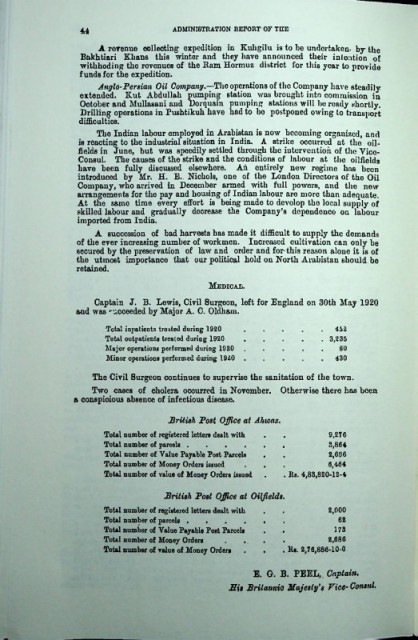 44 ADMINISTRATION REPORT OF THE
A revenue collecting expedition in Kuhgilu is to be undertaken by the
Bakhtiari Khans this winter and they have announced their intention of
withholding the revenues of the Ram Hormuz district for this year to provide
funds for the expedition.
Anglo-Persian Oil Company.—The operations of the Company have steadily
extended. Kut Abdullah pumping station was brought into commission in
October and Mullasani and Dorquain pumping stations will be ready shortly.
Drilling operations in Pushtikuh have had to be postponed owing to transport
difficulties.
The Indian labour employed in Arabistan is now becoming organized, and
is reacting to the industrial situation in India. A strike occurred at the oil-
fields in June, but was speedily settled through the intervention of the Vice-
Consul. The causes of the strike and the conditions of labour at the oilfields
have been fully discussed elsewhere. An entirely new regime has been
introduced by Mr. H. E. Nichols, one of the London Directors of the Oil
Company, who arrived in December armed with full powers, and the new
arrangements for the pay and housing of Indian labour are more than adequate.
At the same time every effort is being made to develop the local supply of
skilled labour and gradually decrease the Company's dependence on labour
imported from India.
A succession of bad harvests has made it difficult to supply the demands
of the ever increasing number of workmen. Increased cultivation can only be
secured by the preservation of law and order and for this reason alone it is of
the utmost importance that our political hold on North Arabistan should be
retained.
MEDICAL.
Captain J. B. Lewis, Civil Surgeon, left for England on 30th May 1920
and was succeeded by Major A. C. Oldham.
Total inpatients treated during 1920 . . . . . 452
Total outpatients treated during 1920 . . . . . 3,235
Major operations performed during 1920 . . . . . 60
Minor operations performed during 1920 . . . . . 430
The Civil Surgeon continues to supervise the sanitation of the town.
Two cases of cholera occurred in November. Otherwise there has been
a conspicious absence of infectious disease.
British Post Office at Ahwaz.
Total number of registered letters dealt with . . 9,276
Total number of parcels . . . . . . 3,864
Total number of Value Payable Post Parcels . . 2,696
Total number of Money Orders issued . . . 6,464
Total number of value of Money Orders issued . . Rs. 4,83,820-12-4
British Post Office at Oilfields.
Total number of registered letters dealt with . . 2,000
Total number of parcels . . . . . . 62
Total number of Value Payable Post Parcels . . 173
Total number of Money Orders . . . . 2,686
Total number of value of Money Orders . . . Rs. 2,76,886-10-0
E. G. B. PEEL, Captain.
His Britannic Majesty's Vice-Consul.